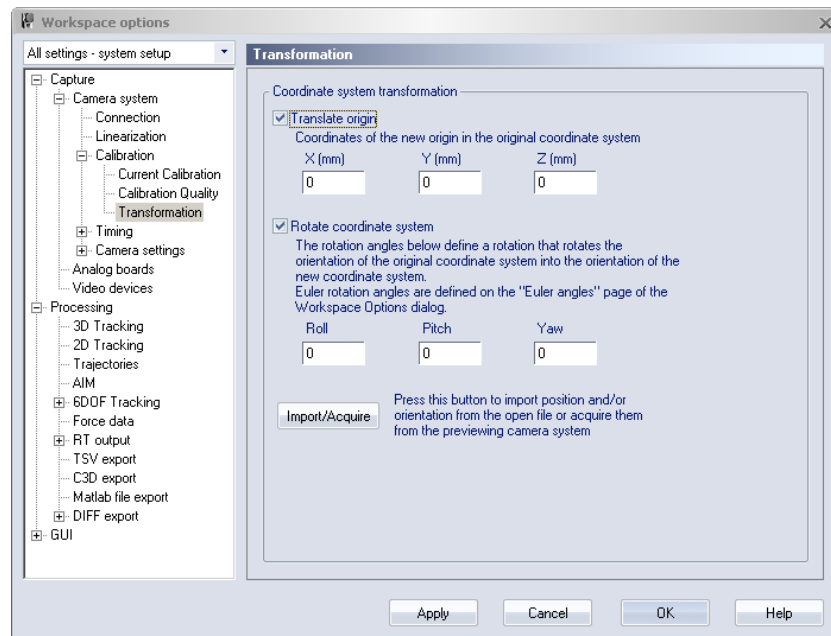 Workspace options
All settings - system setup
Capture
Camera system
Connection
Linearization
Calibration
Current Calibration
Calibration Quality
Transformation
Timing
Camera settings
Analog boards
Video devices
Processing
3D Tracking
2D Tracking
Trajectories
AIM
6DOF Tracking
Force data
RT output
TSV export
C3D export
Matlab file export
DIFF export
GUI
Transformation
Coordinate system transformation
Translate origin
Coordinates of the new origin in the original coordinate system
X (mm) Y (mm) Z (mm)
0 0 0
Rotate coordinate system
The rotation angles below define a rotation that rotates the
orientation of the original coordinate system into the orientation of the
new coordinate system.
Euler rotation angles are defined on the "Euler angles" page of the
Workspace Options dialog.
Roll Pitch Yaw
0 0 0
Import/Acquire
Press this button to import position and/or
orientation from the open file or acquire them
from the previewing camera system
Apply Cancel OK Help